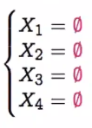 X₁ = ∅
X₂ = ∅
X₃ = ∅
X₄ = ∅